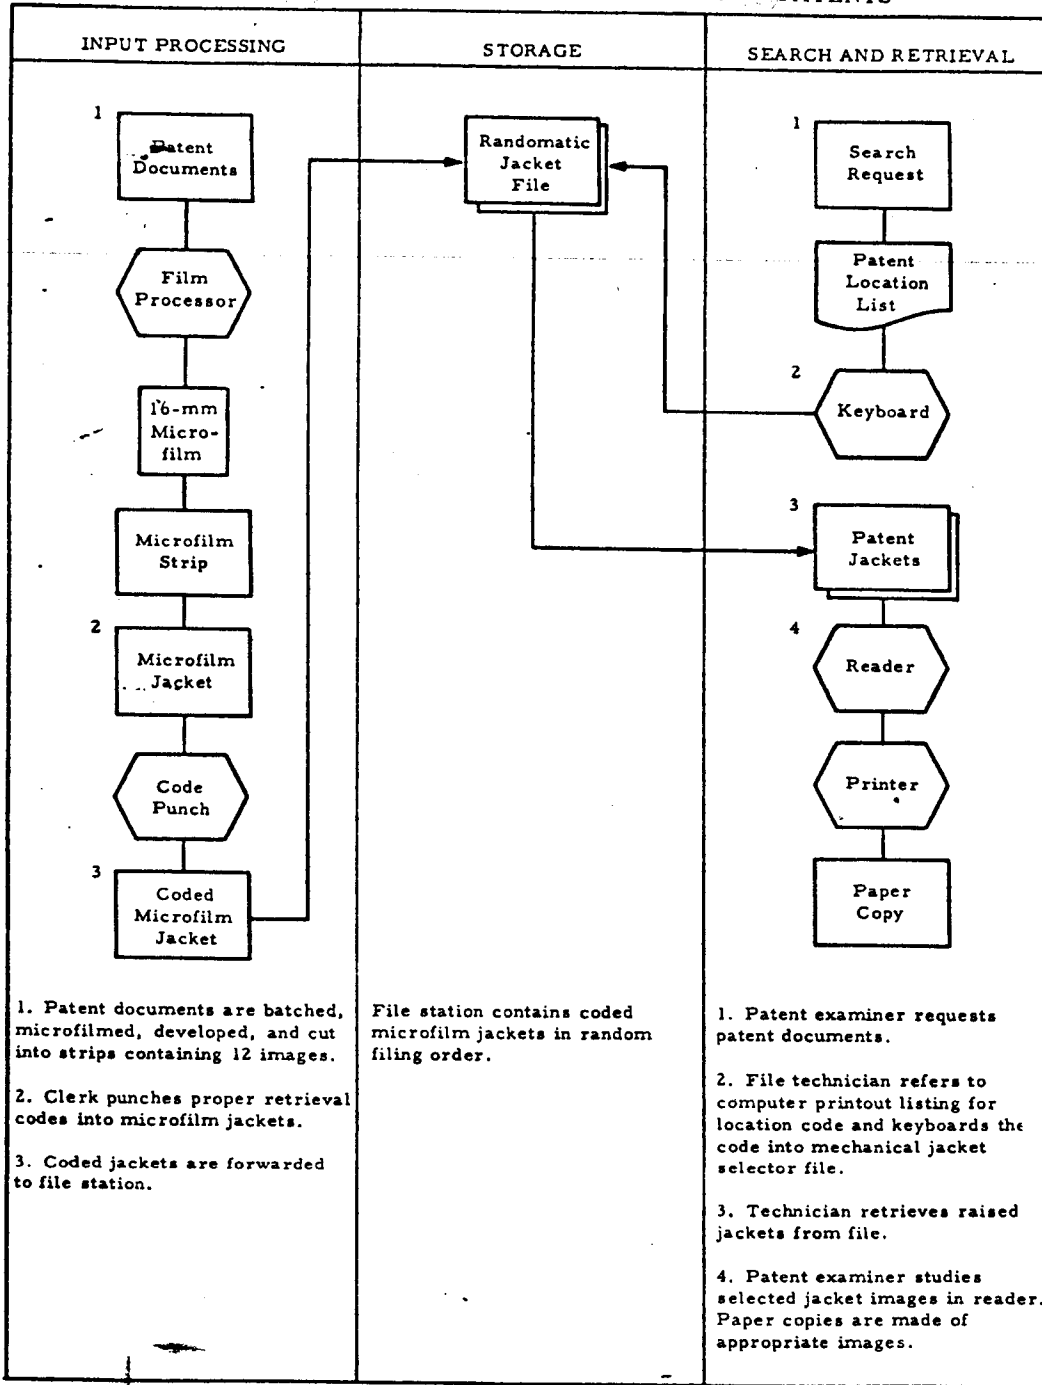 INPUT PROCESSING
STORAGE
SEARCH AND RETRIEVAL
1
Patent
Documents
Film
Processor
16-mm
Micro-
film
Microfilm
Strip
2
Microfilm
Jacket
Code
Punch
3
Coded
Microfilm
Jacket
Randomatic
Jacket
File
1
Search
Request
Patent
Location
List
2
Keyboard
3
Patent
Jackets
4
Reader
Printer
Paper
Copy
1. Patent documents are batched,
microfilmed, developed, and cut
into strips containing 12 images.
2. Clerk punches proper retrieval
codes into microfilm jackets.
3. Coded jackets are forwarded
to file station.
File station contains coded
microfilm jackets in random
filing order.
1. Patent examiner requests
patent documents.
2. File technician refers to
computer printout listing for
location code and keyboards the
code into mechanical jacket
selector file.
3. Technician retrieves raised
jackets from file.
4. Patent examiner studies
selected jacket images in reader.
Paper copies are made of
appropriate images.